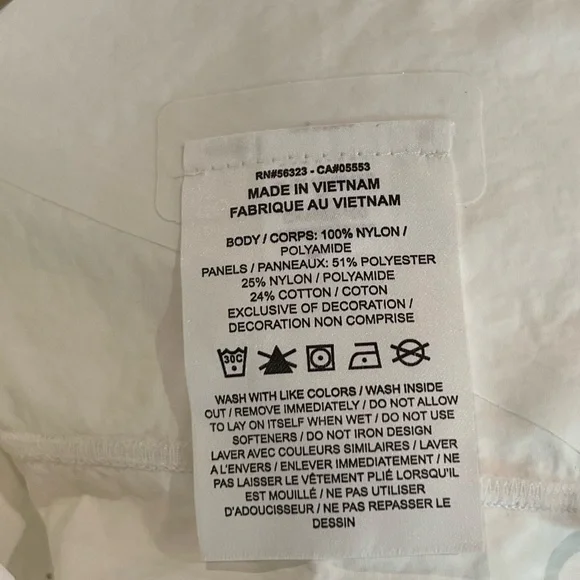 RN#56323 - CA#05553
MADE IN VIETNAM
FABRIQUE AU VIETNAM
BODY / CORPS: 100% NYLON /
POLYAMIDE
PANELS / PANNEAUX: 51% POLYESTER
25% NYLON / POLYAMIDE
24% COTTON / COTON
EXCLUSIVE OF DECORATION /
DECORATION NON COMPRISE
30C
WASH WITH LIKE COLORS / WASH INSIDE
OUT / REMOVE IMMEDIATELY / DO NOT ALLOW
TO LAY ON ITSELF WHEN WET / DO NOT USE
SOFTENERS / DO NOT IRON DESIGN
LAVER AVEC COULEURS SIMILAIRES / LAVER
A L'ENVERS / ENLEVER IMMEDIATEMENT / NE
PAS LAISSER LE VÊTEMENT PLIÉ LORSQU'IL
EST MOUILLÉ / NE PAS UTILISER
D'ADOUCISSEUR / NE PAS REPASSER LE
DESSIN